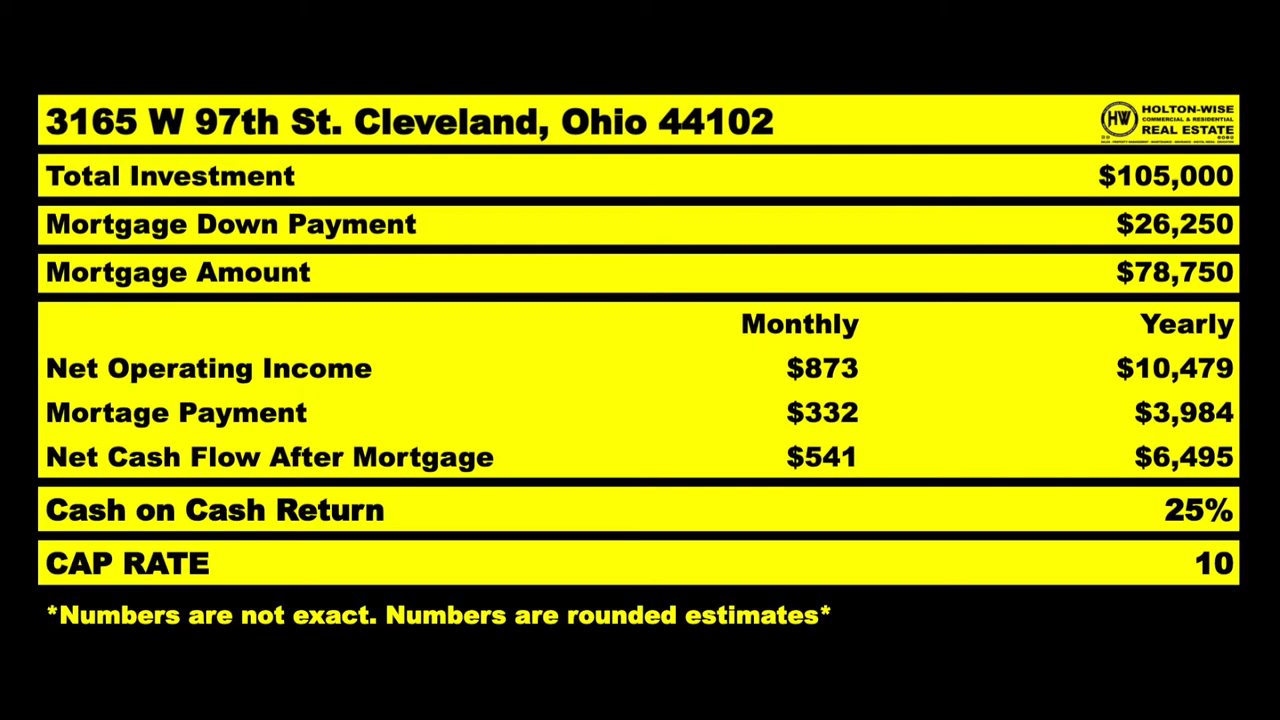 3165 W 97th St. Cleveland, Ohio 44102
HW
HOLTON-WISE
COMMERCIAL & RESIDENTIAL
REAL ESTATE
Total Investment $105,000
Mortgage Down Payment $26,250
Mortgage Amount $78,750
Monthly Yearly
Net Operating Income $873 $10,479
Mortage Payment $332 $3,984
Net Cash Flow After Mortgage $541 $6,495
Cash on Cash Return 25%
CAP RATE 10
*Numbers are not exact. Numbers are rounded estimates*